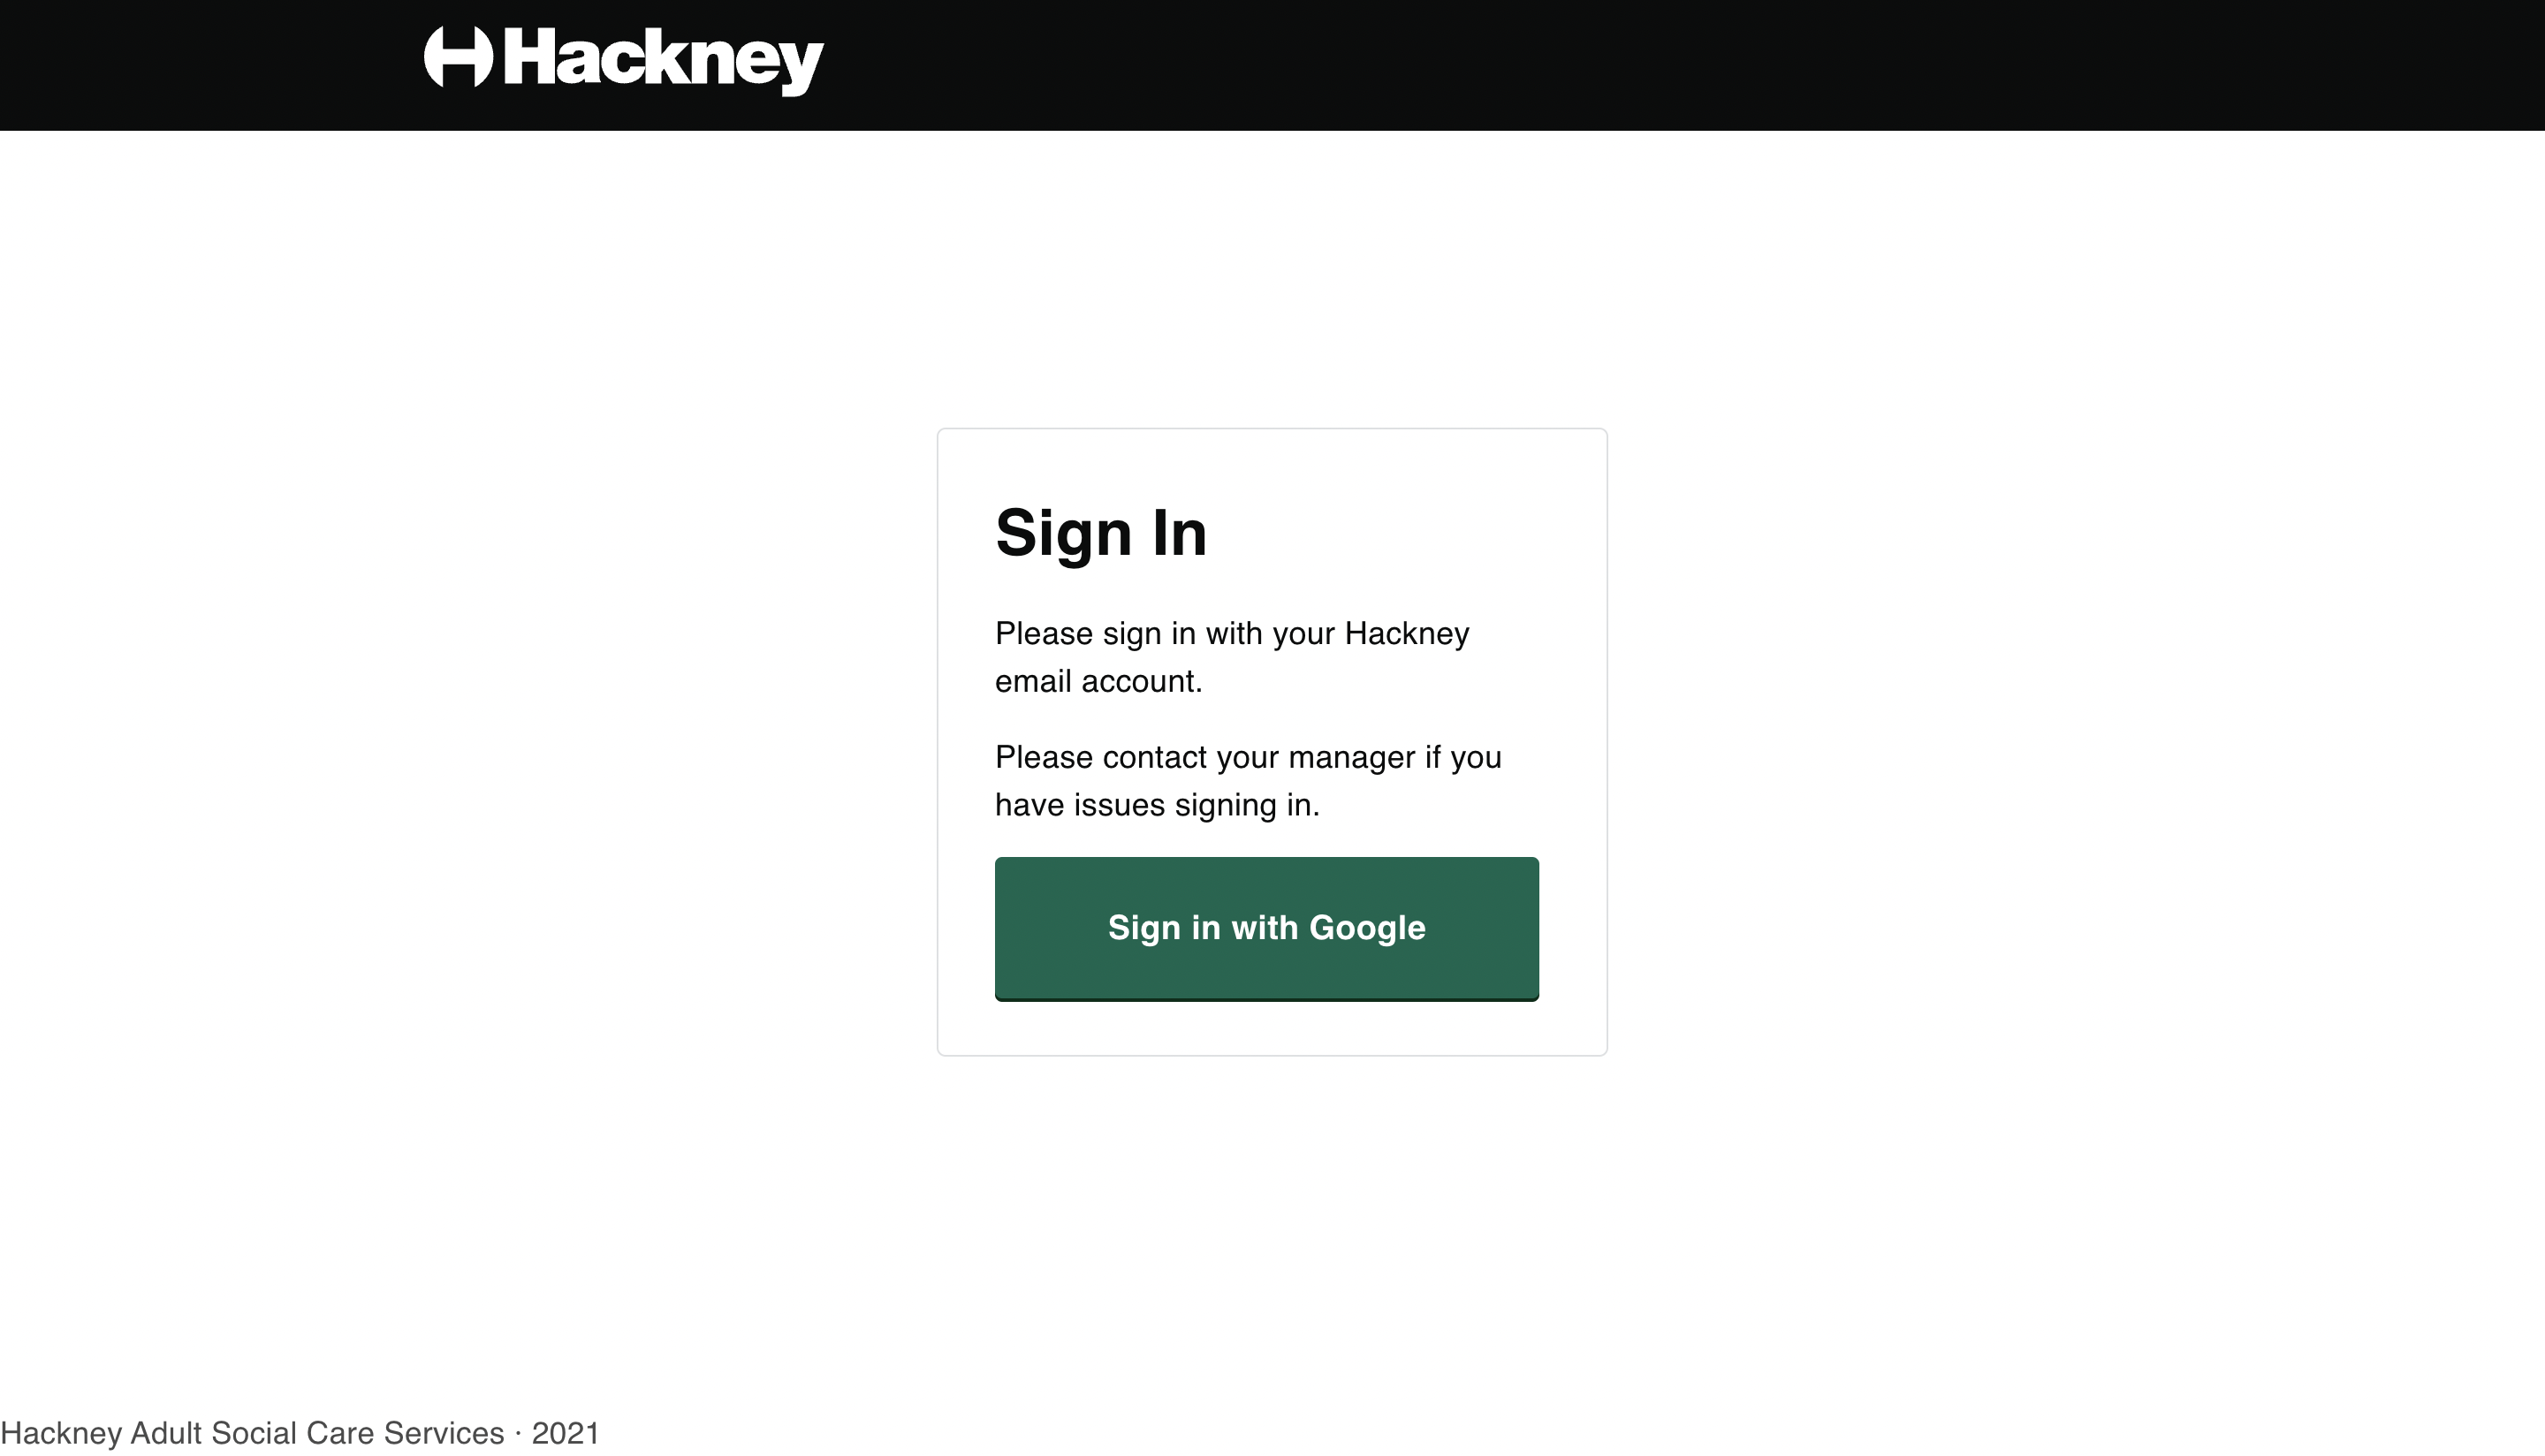 Hackney
Sign In
Please sign in with your Hackney
email account.
Please contact your manager if you
have issues signing in.
Sign in with Google
Hackney Adult Social Care Services · 2021